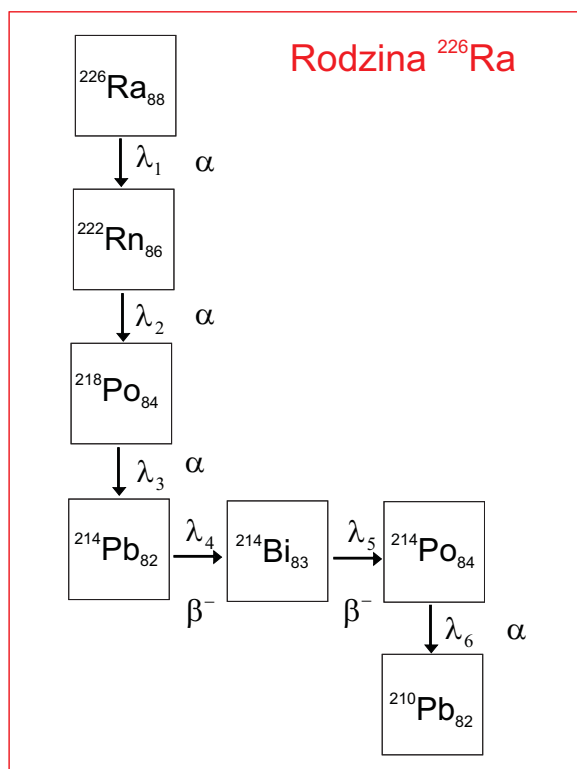 Rodzina ²²⁶Ra
²²⁶Ra₈₈
λ₁ α
²²²Rn₈₆
λ₂ α
²¹⁸Po₈₄
λ₃ α
²¹⁴Pb₈₂ λ₄ β⁻ ²¹⁴Bi₈₃ λ₅ β⁻ ²¹⁴Po₈₄
λ₆ α
²¹⁰Pb₈₂